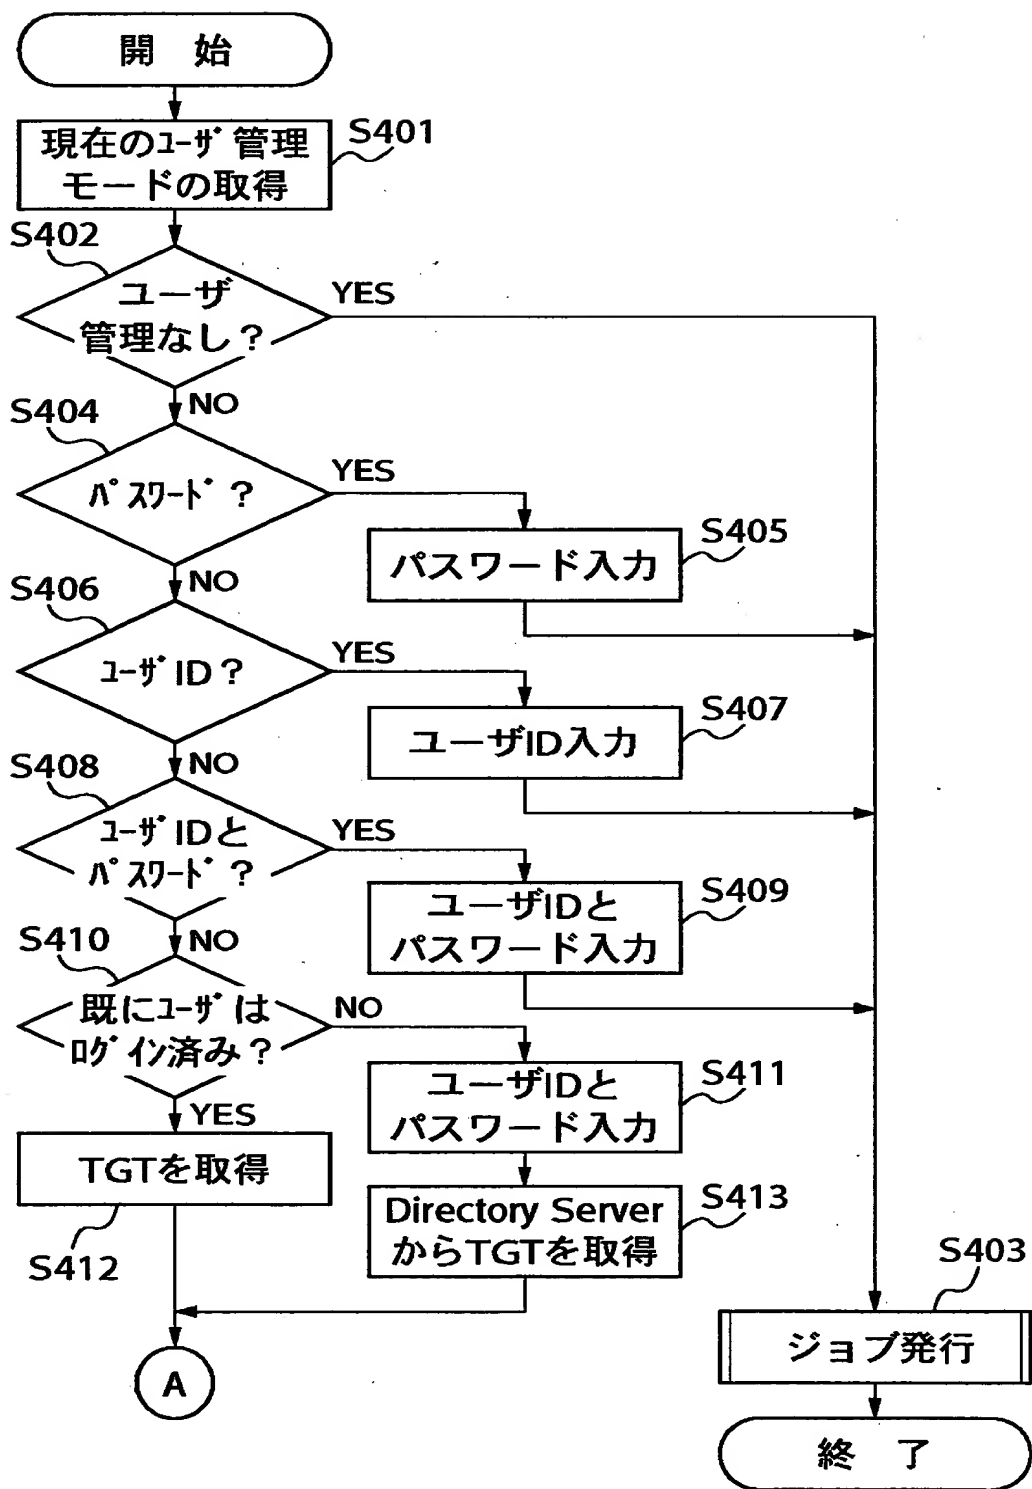 開 始
現在のﾕｰｻﾞ管理
モードの取得
S401
S402
ユーザ
管理なし?
YES
NO
S404
ﾊﾟｽﾜｰﾄﾞ?
YES
パスワード入力
S405
NO
S406
ﾕｰｻﾞID?
YES
ユーザID入力
S407
NO
S408
ﾕｰｻﾞIDと
ﾊﾟｽﾜｰﾄﾞ?
YES
ユーザIDと
パスワード入力
S409
NO
S410
既にﾕｰｻﾞは
ﾛｸﾞｲﾝ済み?
NO
ユーザIDと
パスワード入力
S411
YES
TGTを取得
S412
Directory Server
からTGTを取得
S413
A
S403
ジョブ発行
終 了